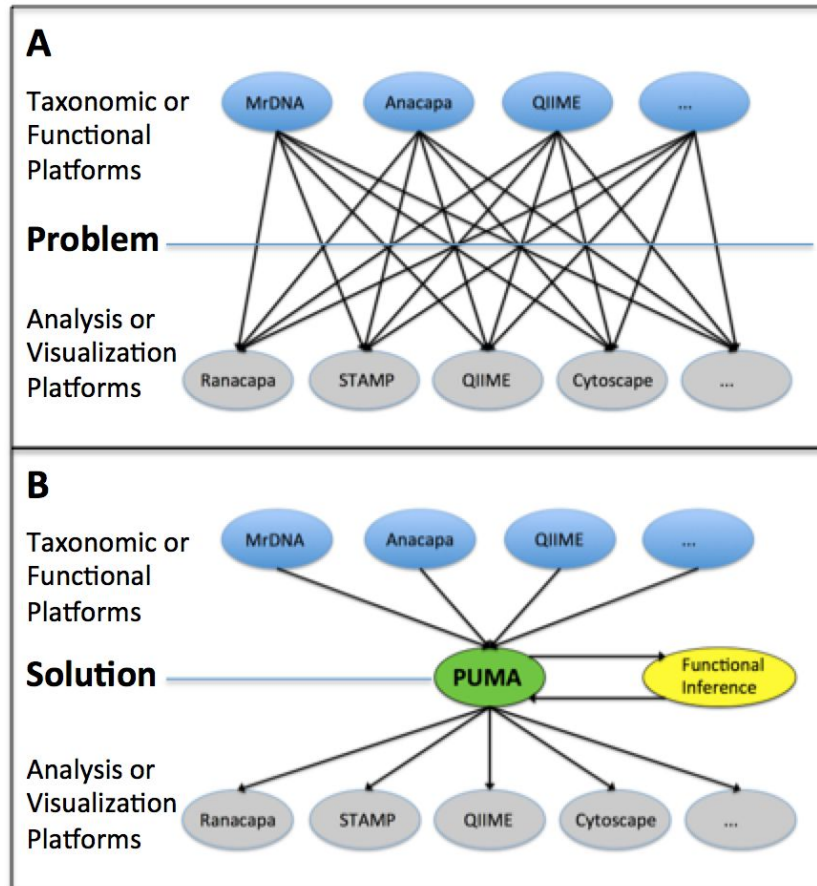 A
Taxonomic or
Functional
Platforms
MrDNA
Anacapa
QIIME
...
Problem
Analysis or
Visualization
Platforms
Ranacapa
STAMP
QIIME
Cytoscape
...
B
Taxonomic or
Functional
Platforms
MrDNA
Anacapa
QIIME
...
Solution
PUMA
Functional
Inference
Analysis or
Visualization
Platforms
Ranacapa
STAMP
QIIME
Cytoscape
...